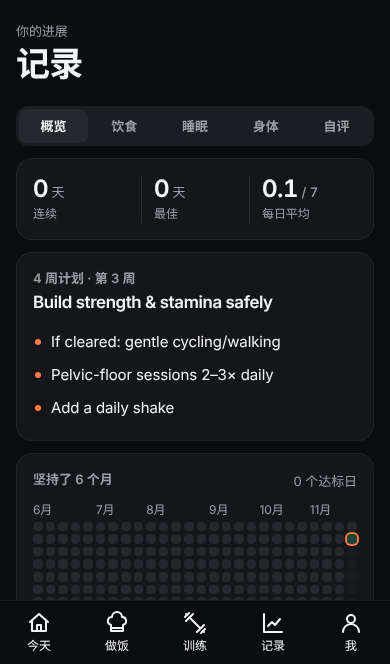 你的进展
记录
概览 饮食 睡眠 身体 自评
0 天 0 天 0.1 / 7
连续 最佳 每日平均
4 周计划 · 第 3 周
Build strength & stamina safely
If cleared: gentle cycling/walking
Pelvic-floor sessions 2–3× daily
Add a daily shake
坚持了 6 个月 0 个达标日
6月 7月 8月 9月 10月 11月
今天 做饭 训练 记录 我